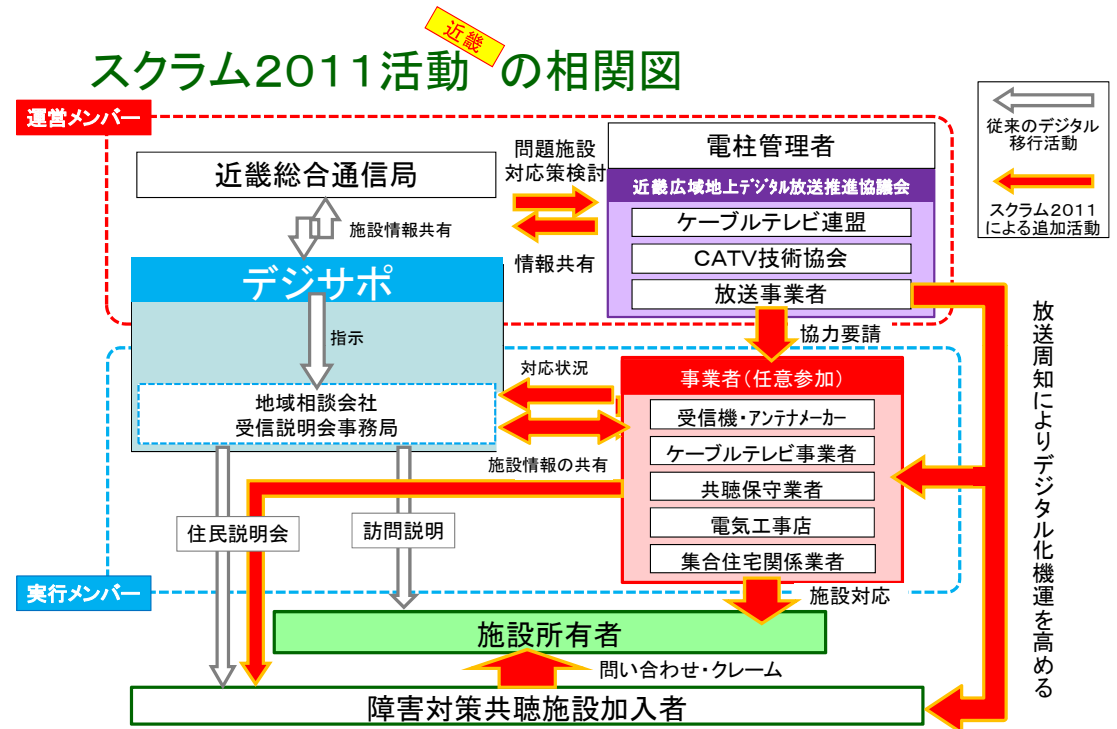 近畿
スクラム2011活動 の相関図
運営メンバー
近畿総合通信局
施設情報共有
問題施設
対応策検討
情報共有
電柱管理者
近畿広域地上デジタル放送推進協議会
ケーブルテレビ連盟
CATV技術協会
放送事業者
従来のデジタル
移行活動
スクラム2011
による追加活動
デジサポ
指示
地域相談会社
受信説明会事務局
協力要請
対応状況
施設情報の共有
事業者(任意参加)
受信機・アンテナメーカー
ケーブルテレビ事業者
共聴保守業者
電気工事店
集合住宅関係業者
住民説明会
訪問説明
実行メンバー
施設対応
施設所有者
問い合わせ・クレーム
障害対策共聴施設加入者
放送周知によりデジタル化機運を高める